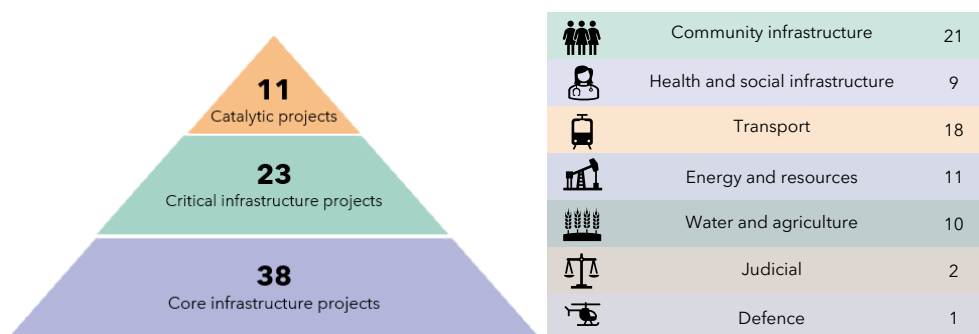 11
Catalytic projects
23
Critical infrastructure projects
38
Core infrastructure projects
Community infrastructure 21
Health and social infrastructure 9
Transport 18
Energy and resources 11
Water and agriculture 10
Judicial 2
Defence 1